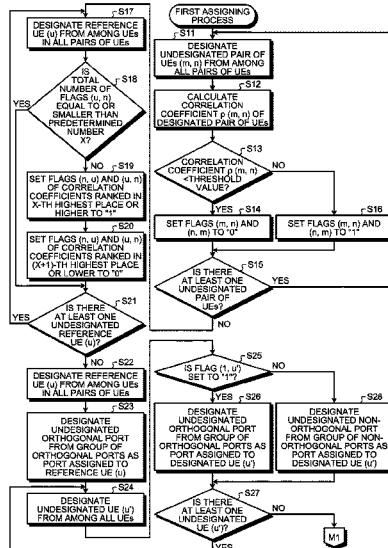 FIRST ASSIGNING
PROCESS
S11
DESIGNATE
UNDESIGNATED PAIR OF
UEs (m, n) FROM AMONG
ALL PAIRS OF UEs
S12
CALCULATE
CORRELATION
COEFFICIENT p (m, n) OF
DESIGNATED PAIR OF UEs
S13
CORRELATION
COEFFICIENT p (m, n)
<THRESHOLD
VALUE?
NO
YES
S14
SET FLAGS (m, n) AND
(n, m) TO "0"
S16
SET FLAGS (m, n) AND
(n, m) TO "1"
S15
IS THERE
AT LEAST ONE
UNDESIGNATED
PAIR OF
UEs?
YES
NO
S17
DESIGNATE REFERENCE
UE (u) FROM AMONG UEs
IN ALL PAIRS OF UEs
S18
IS
TOTAL
NUMBER OF
FLAGS (u, n)
EQUAL TO OR
SMALLER THAN
PREDETERMINED
NUMBER
X?
YES
NO
S19
SET FLAGS (n, u) AND (u, n)
OF CORRELATION
COEFFICIENTS RANKED IN
X-TH HIGHEST PLACE OR
HIGHER TO "1"
S20
SET FLAGS (n, u) AND (u, n)
OF CORRELATION
COEFFICIENTS RANKED IN
(X+1)-TH HIGHEST PLACE
OR LOWER TO "0"
S21
IS THERE
AT LEAST ONE
UNDESIGNATED
REFERENCE
UE (u)?
YES
NO
S22
DESIGNATE REFERENCE
UE (u) FROM AMONG UEs
IN ALL PAIRS OF UEs
S23
DESIGNATE
UNDESIGNATED
ORTHOGONAL PORT
FROM GROUP OF
ORTHOGONAL PORTS AS
PORT ASSIGNED TO
REFERENCE UE (u)
S24
DESIGNATE
UNDESIGNATED UE (u')
FROM AMONG ALL UEs
S25
IS FLAG (1, u')
SET TO "1"?
NO
YES
S26
DESIGNATE
UNDESIGNATED
ORTHOGONAL PORT
FROM GROUP OF
ORTHOGONAL PORTS AS
PORT ASSIGNED TO
DESIGNATED UE (u')
S28
DESIGNATE
UNDESIGNATED NON-
ORTHOGONAL PORT
FROM GROUP OF NON-
ORTHOGONAL PORTS AS
PORT ASSIGNED TO
DESIGNATED UE (u')
S27
IS THERE
AT LEAST ONE
UNDESIGNATED
UE (u')?
NO
YES
M1